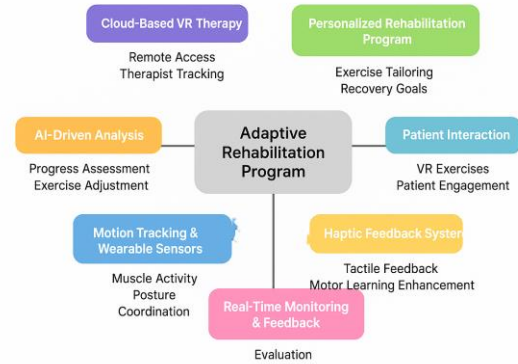 Cloud-Based VR Therapy
Remote Access
Therapist Tracking
Personalized Rehabilitation
Program
Exercise Tailoring
Recovery Goals
AI-Driven Analysis
Progress Assessment
Exercise Adjustment
Adaptive
Rehabilitation
Program
Patient Interaction
VR Exercises
Patient Engagement
Motion Tracking &
Wearable Sensors
Muscle Activity
Posture
Coordination
Haptic Feedback System
Tactile Feedback
Motor Learning Enhancement
Real-Time Monitoring
& Feedback
Evaluation